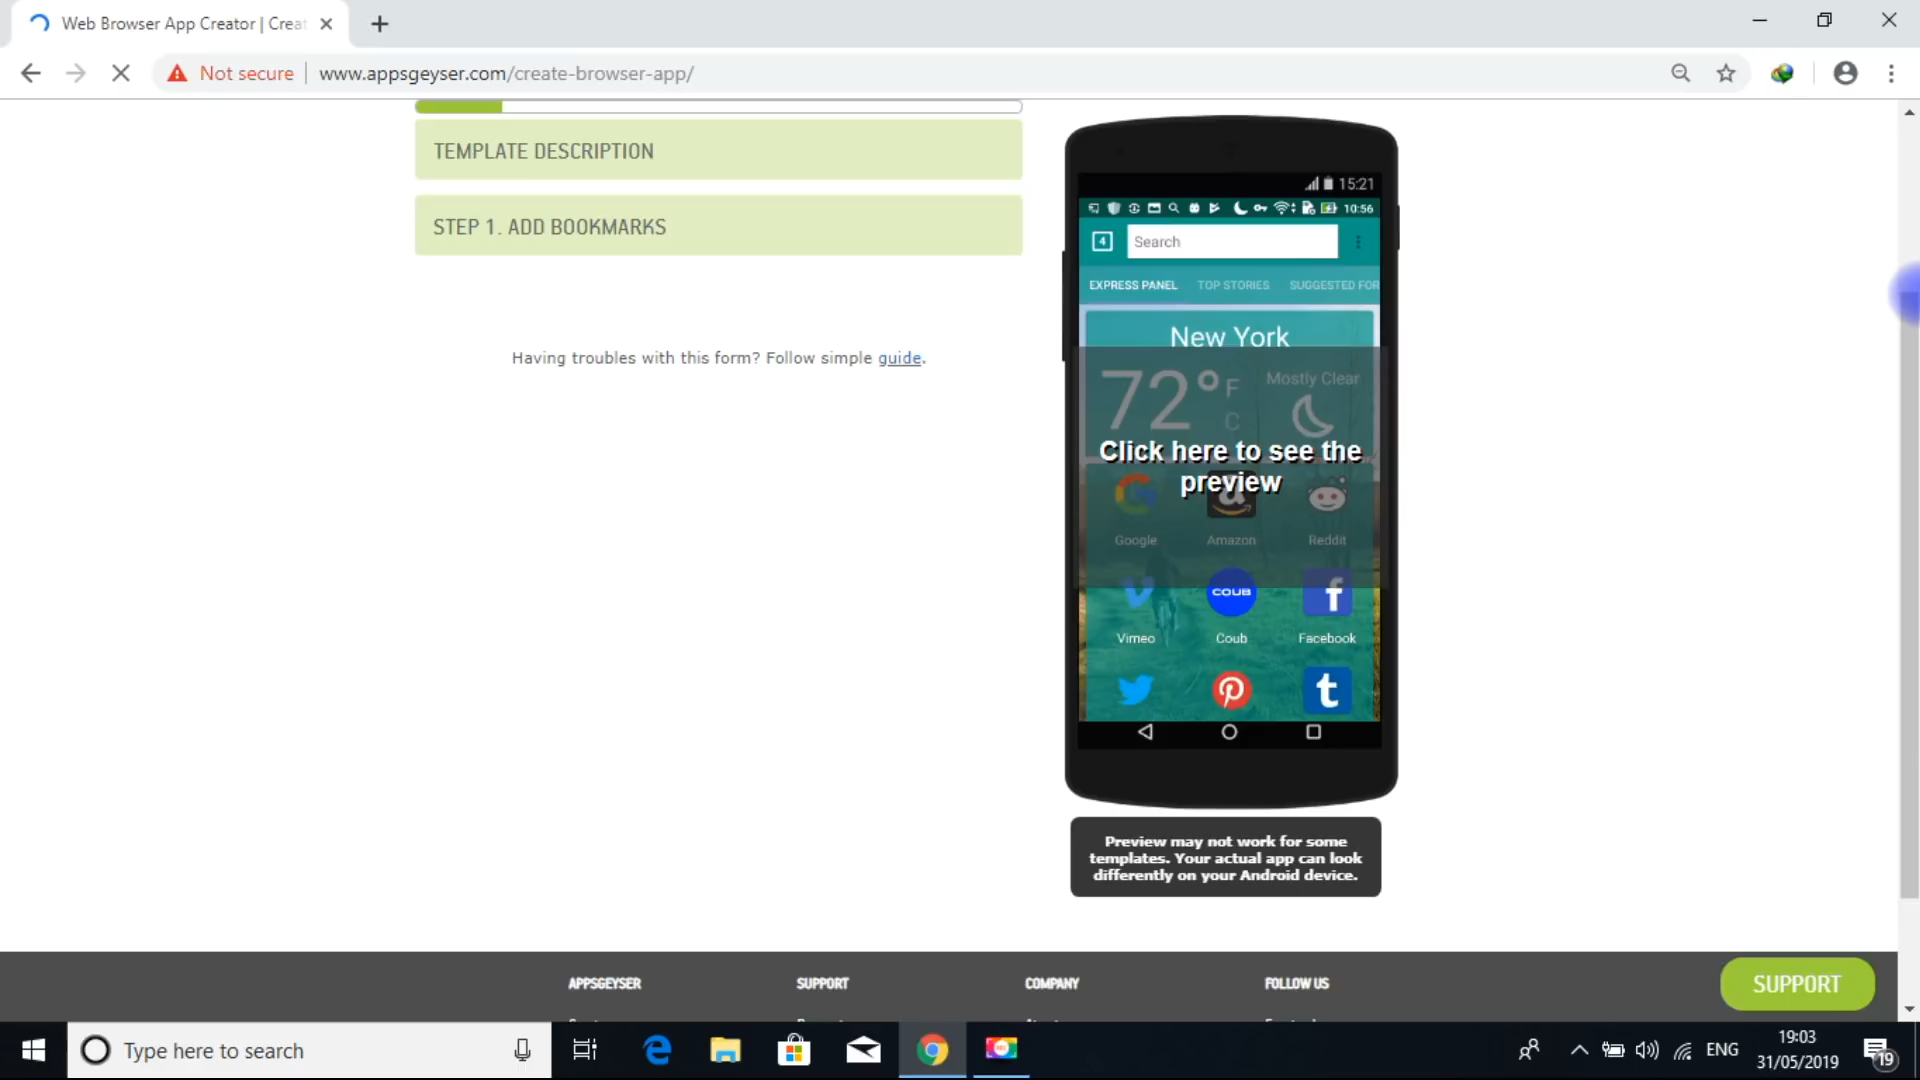 Web Browser App Creator | Creat
Not secure
www.appsgeyser.com/create-browser-app/
TEMPLATE DESCRIPTION
STEP 1. ADD BOOKMARKS
Having troubles with this form? Follow simple guide.
15:21
10:56
4
Search
EXPRESS PANEL TOP STORIES SUGGESTED FOR
New York
72°F
C
Mostly Clear
Click here to see the
preview
Google Amazon Reddit
COUB
Vimeo Coub Facebook
Preview may not work for some
templates. Your actual app can look
differently on your Android device.
APPSGEYSER SUPPORT COMPANY FOLLOW US
SUPPORT
Type here to search
ENG
19:03
31/05/2019
19